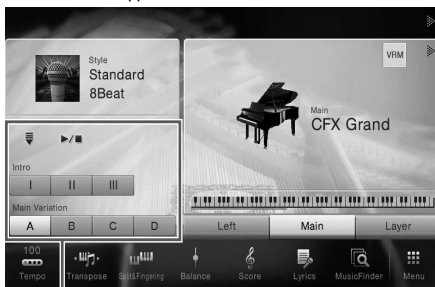 Style
Standard
8Beat
VRM
Main
CFX Grand
Intro
I II III
Main Variation
A B C D
Left Main Layer
100
Tempo Transpose Split&Fingering Balance Score Lyrics MusicFinder Menu